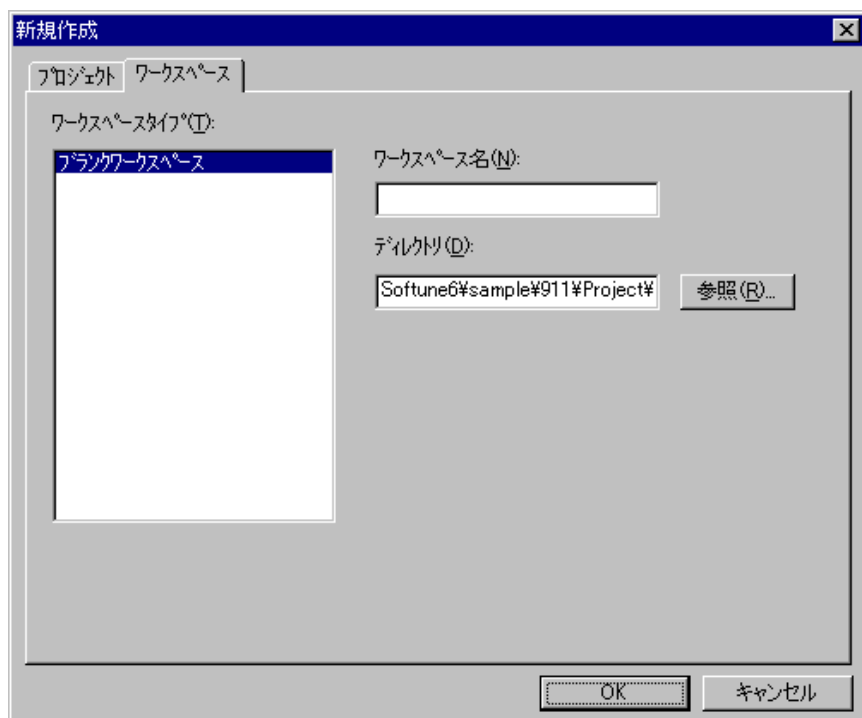 新規作成
ﾌﾟﾛｼﾞｪｸﾄ
ﾜｰｸｽﾍﾟｰｽ
ﾜｰｸｽﾍﾟｰｽﾀｲﾌﾟ(T):
ﾌﾞﾗﾝｸﾜｰｸｽﾍﾟｰｽ
ﾜｰｸｽﾍﾟｰｽ名(N):
ﾃﾞｨﾚｸﾄﾘ(D):
Softune6¥sample¥911¥Project¥
参照(R)...
OK
キャンセル